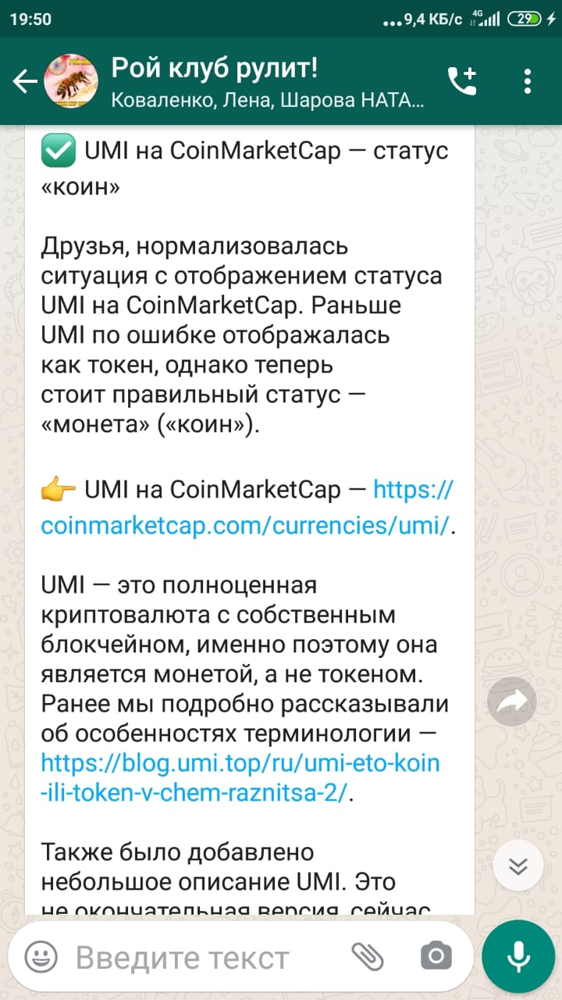 19:50
...9,4 КБ/с 4G 29
Рой клуб рулит!
Коваленко, Лена, Шарова НАТА...
✅ UMI на CoinMarketCap — статус
«коин»
Друзья, нормализовалась
ситуация с отображением статуса
UMI на CoinMarketCap. Раньше
UMI по ошибке отображалась
как токен, однако теперь
стоит правильный статус —
«монета» («коин»).
👉 UMI на CoinMarketCap — https://
coinmarketcap.com/currencies/umi/.
UMI — это полноценная
криптовалюта с собственным
блокчейном, именно поэтому она
является монетой, а не токеном.
Ранее мы подробно рассказывали
об особенностях терминологии —
https://blog.umi.top/ru/umi-eto-koin
-ili-token-v-chem-raznitsa-2/.
Также было добавлено
небольшое описание UMI. Это
не окончательная версия, сейчас
Введите текст